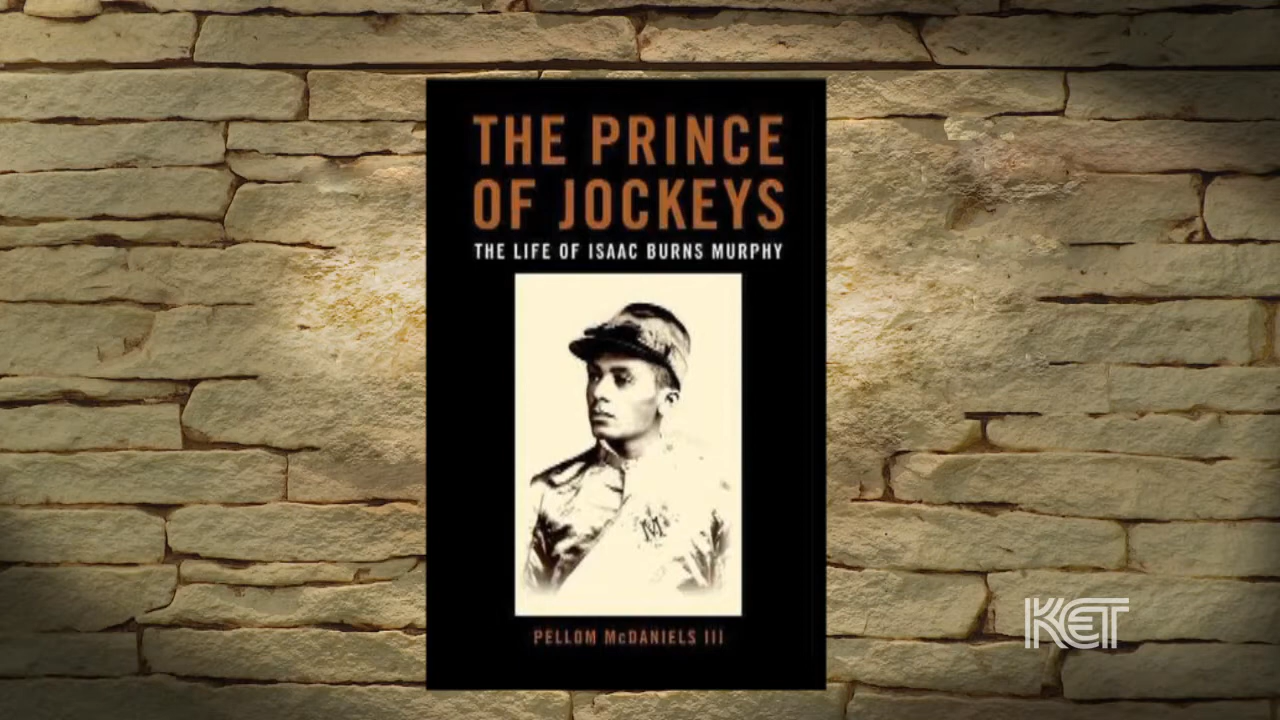 THE PRINCE
OF JOCKEYS
THE LIFE OF ISAAC BURNS MURPHY
M
PELLOM McDANIELS III
KET